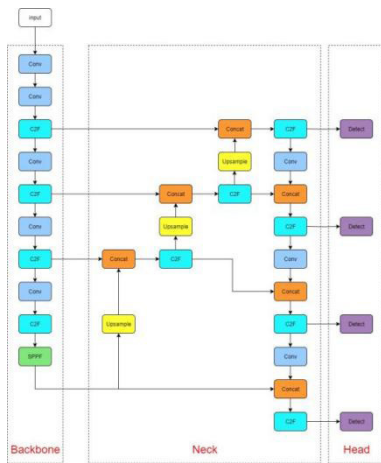 input
Conv
Conv
C2F Concat C2F Detect
Conv Upsample Conv
C2F Concat C2F Concat
Conv Upsample C2F Detect
C2F Concat C2F Conv
Conv Concat
C2F Upsample C2F Detect
SPPF Conv
Concat
C2F Detect
Backbone Neck Head